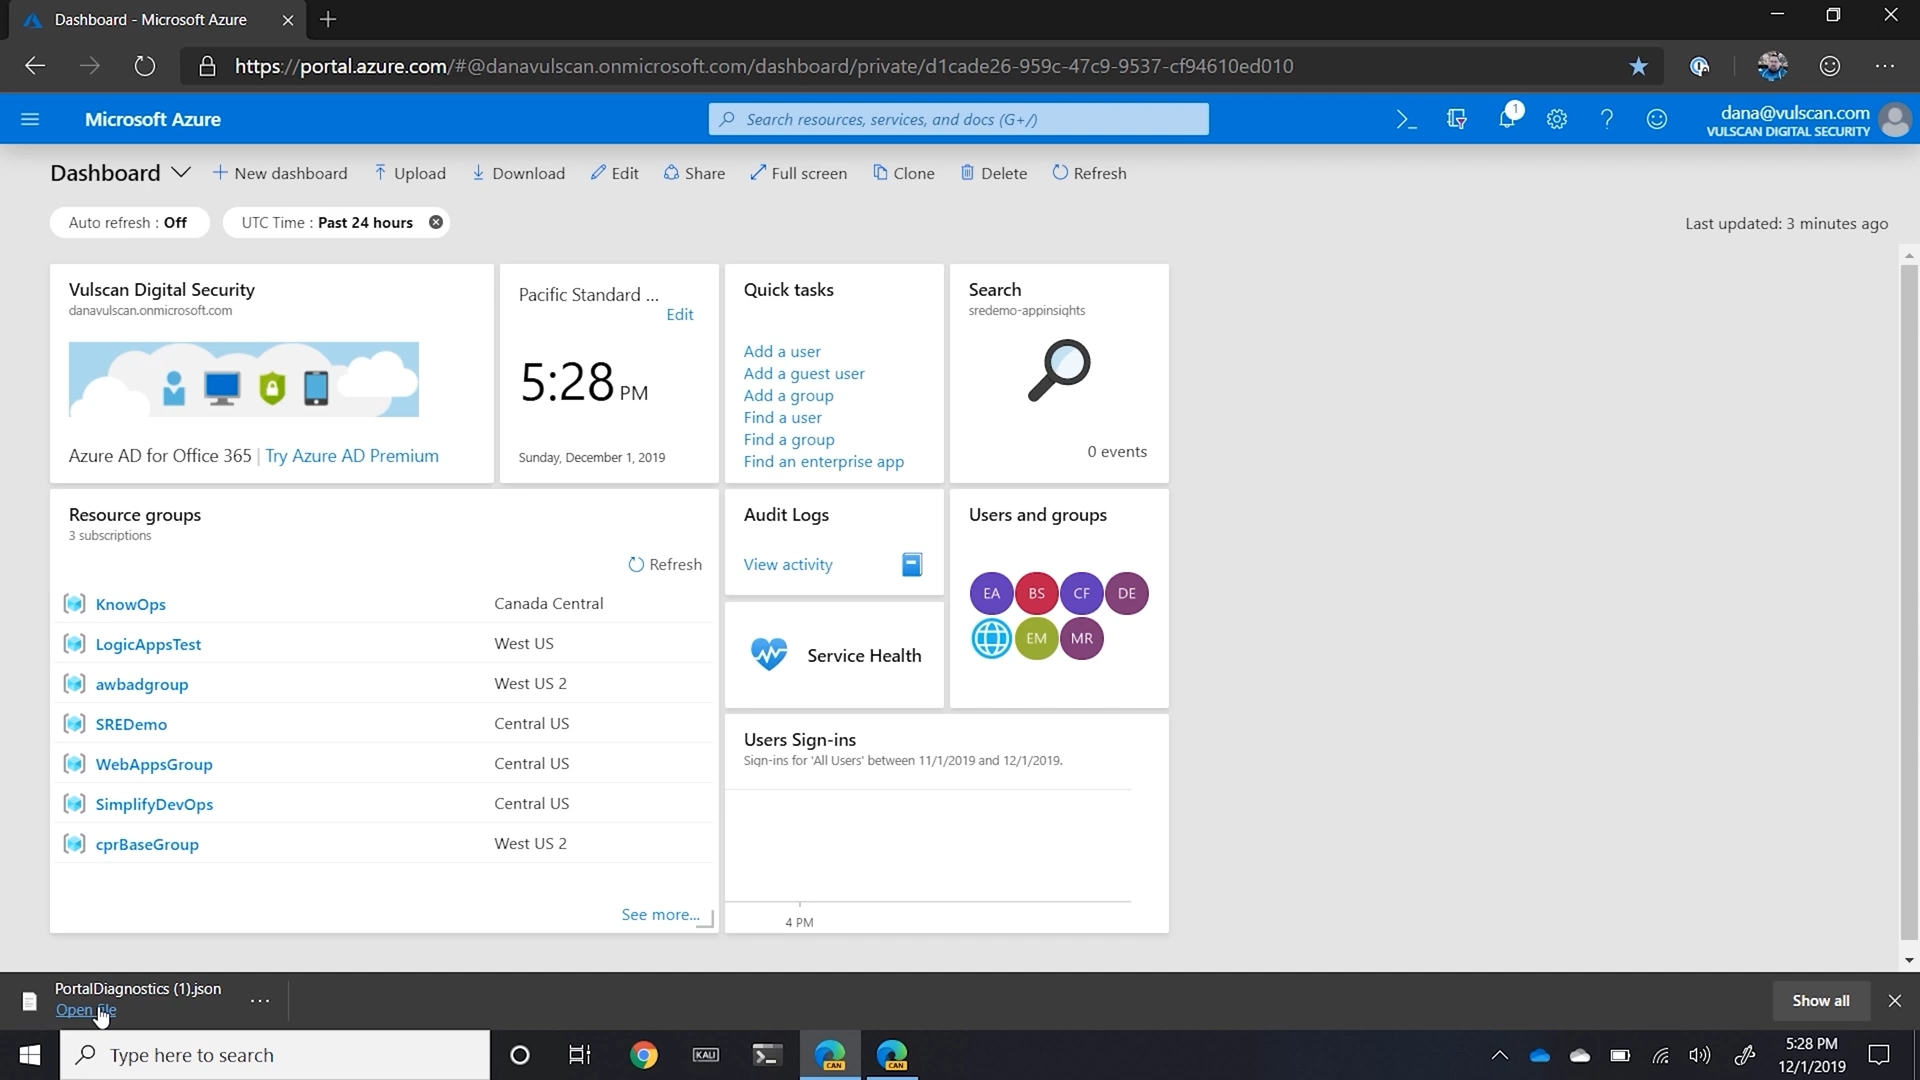 Dashboard - Microsoft Azure
https://portal.azure.com/#@danavulscan.onmicrosoft.com/dashboard/private/d1cade26-959c-47c9-9537-cf94610ed010
Microsoft Azure
Search resources, services, and docs (G+/)
1
dana@vulscan.com
VULSCAN DIGITAL SECURITY
Dashboard
New dashboard
Upload
Download
Edit
Share
Full screen
Clone
Delete
Refresh
Auto refresh : Off
UTC Time : Past 24 hours
Last updated: 3 minutes ago
Vulscan Digital Security
danavulscan.onmicrosoft.com
Azure AD for Office 365 | Try Azure AD Premium
Pacific Standard ...
Edit
5:28 PM
Sunday, December 1, 2019
Quick tasks
Add a user
Add a guest user
Add a group
Find a user
Find a group
Find an enterprise app
Search
sredemo-appinsights
0 events
Resource groups
3 subscriptions
Refresh
KnowOps Canada Central
LogicAppsTest West US
awbadgroup West US 2
SREDemo Central US
WebAppsGroup Central US
SimplifyDevOps Central US
cprBaseGroup West US 2
See more...
Audit Logs
View activity
Service Health
Users and groups
EA BS CF DE
EM MR
Users Sign-ins
Sign-ins for 'All Users' between 11/1/2019 and 12/1/2019.
4 PM
PortalDiagnostics (1).json
Open file
...
Show all
Type here to search
KALI
CAN
CAN
5:28 PM
12/1/2019